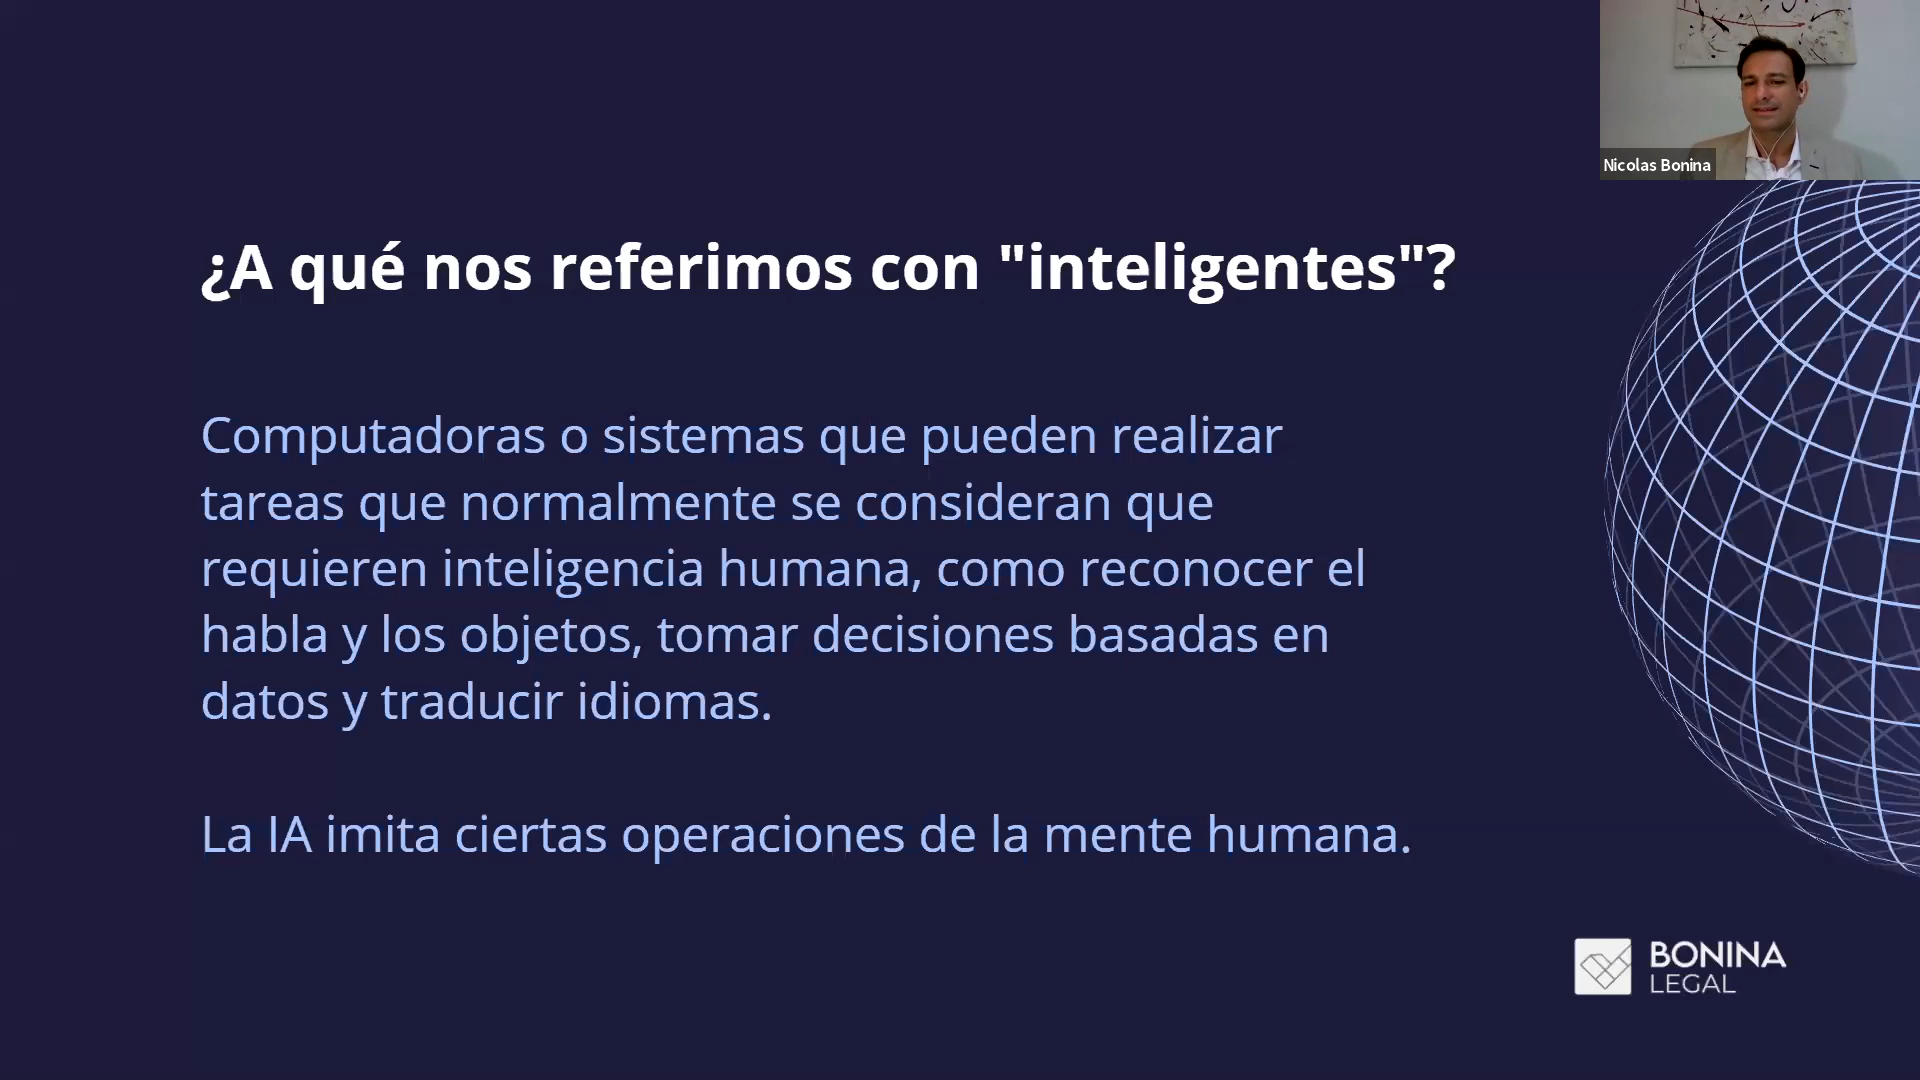 Nicolas Bonina
¿A qué nos referimos con "inteligentes"?
Computadoras o sistemas que pueden realizar
tareas que normalmente se consideran que
requieren inteligencia humana, como reconocer el
habla y los objetos, tomar decisiones basadas en
datos y traducir idiomas.
La IA imita ciertas operaciones de la mente humana.
BONINA
LEGAL